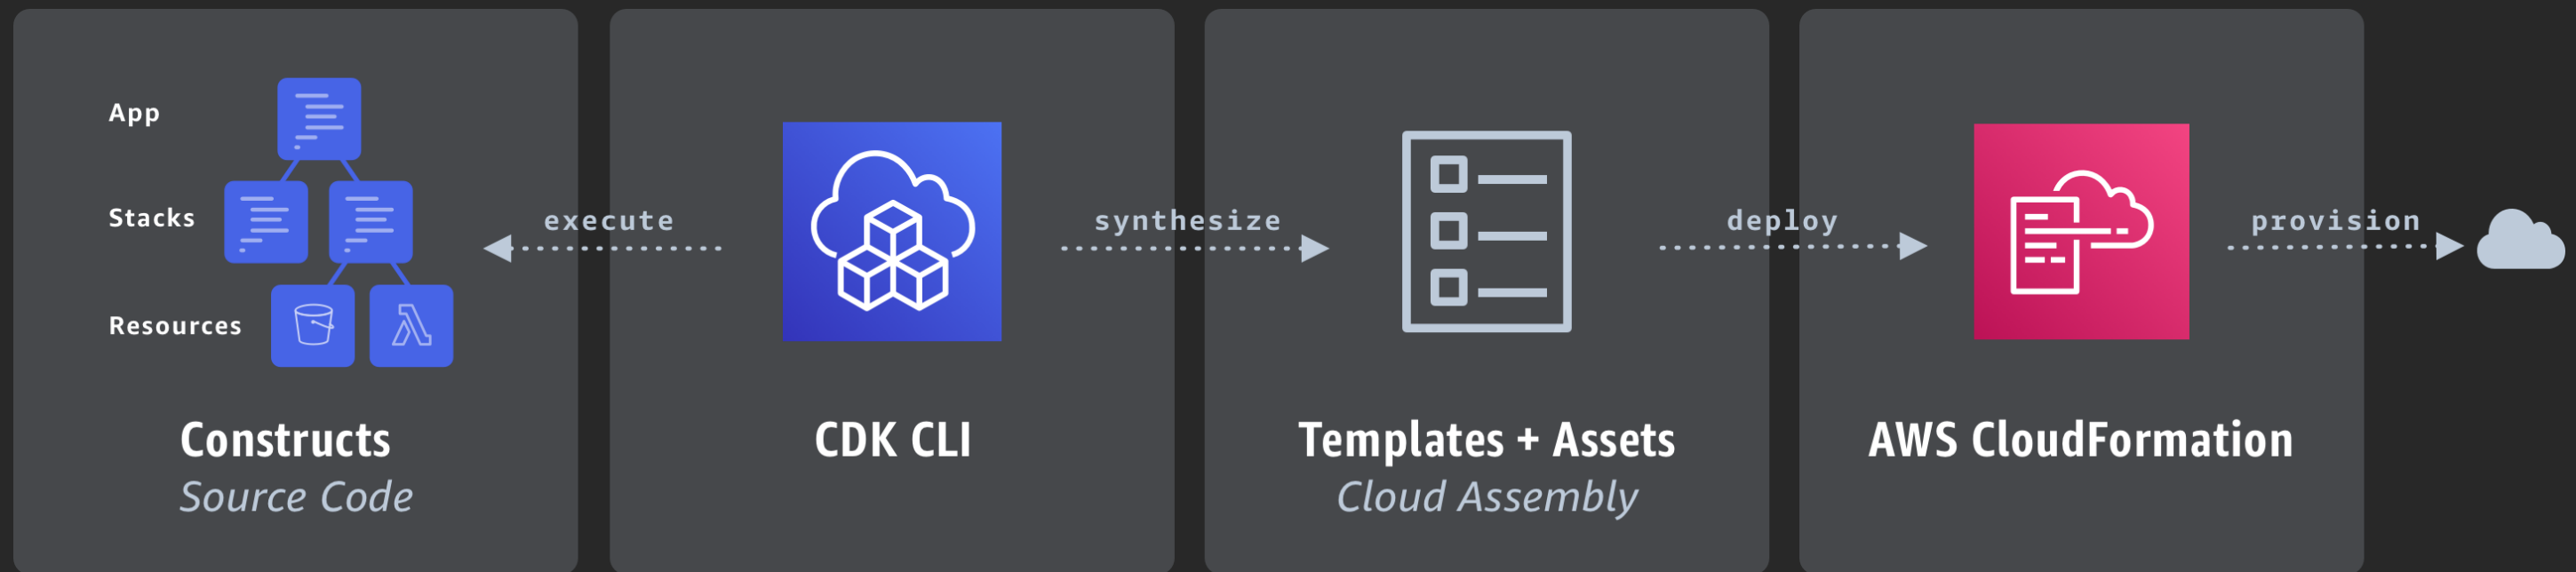 App
Stacks
Resources
Constructs
Source Code
execute
CDK CLI
synthesize
Templates + Assets
Cloud Assembly
deploy
AWS CloudFormation
provision